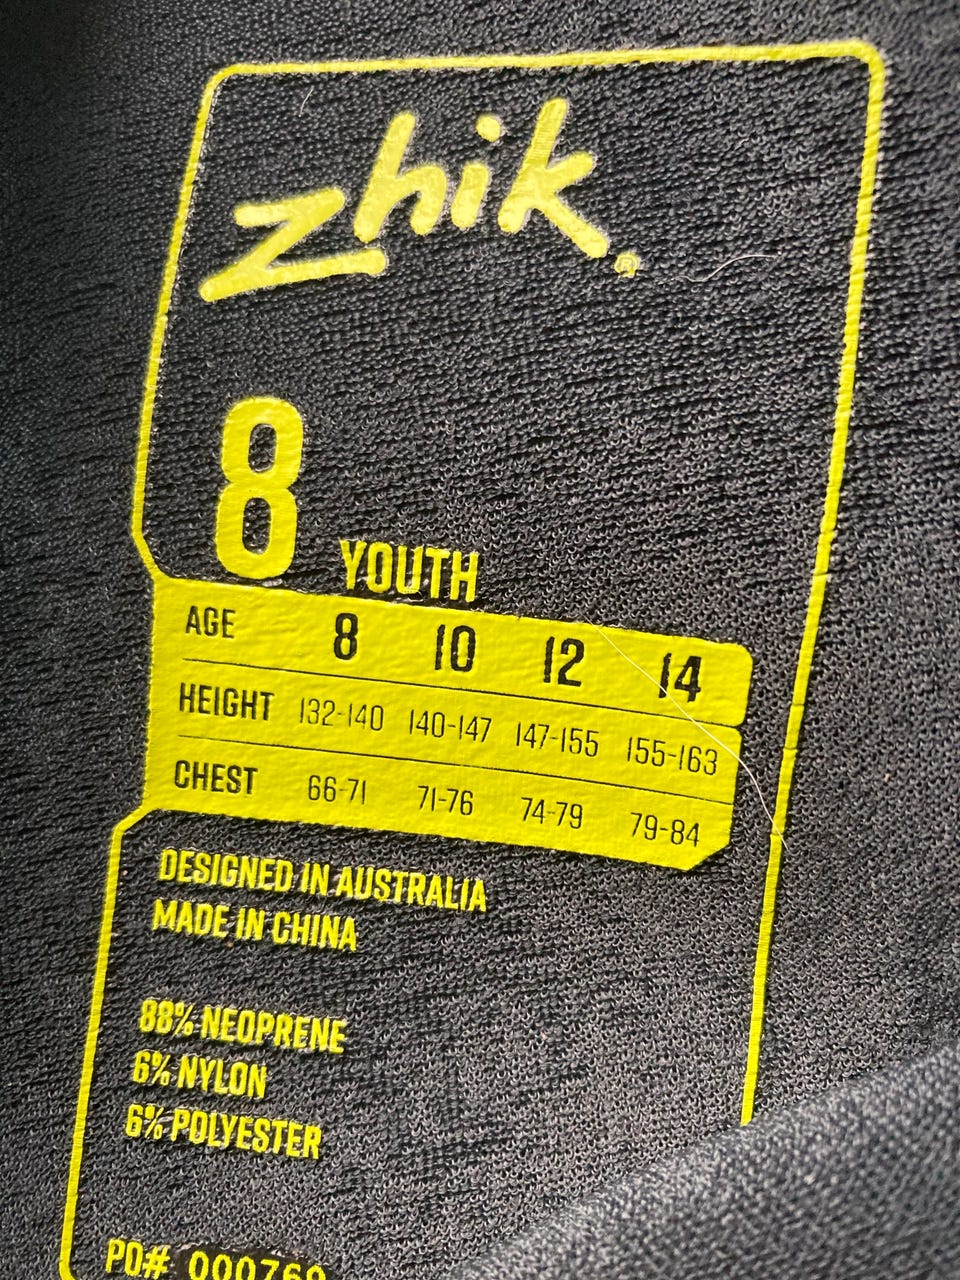 zhik®
8 YOUTH
AGE 8 10 12 14
HEIGHT 132-140 140-147 147-155 155-163
CHEST 66-71 71-76 74-79 79-84
DESIGNED IN AUSTRALIA
MADE IN CHINA
88% NEOPRENE
6% NYLON
6% POLYESTER
PO# 000769